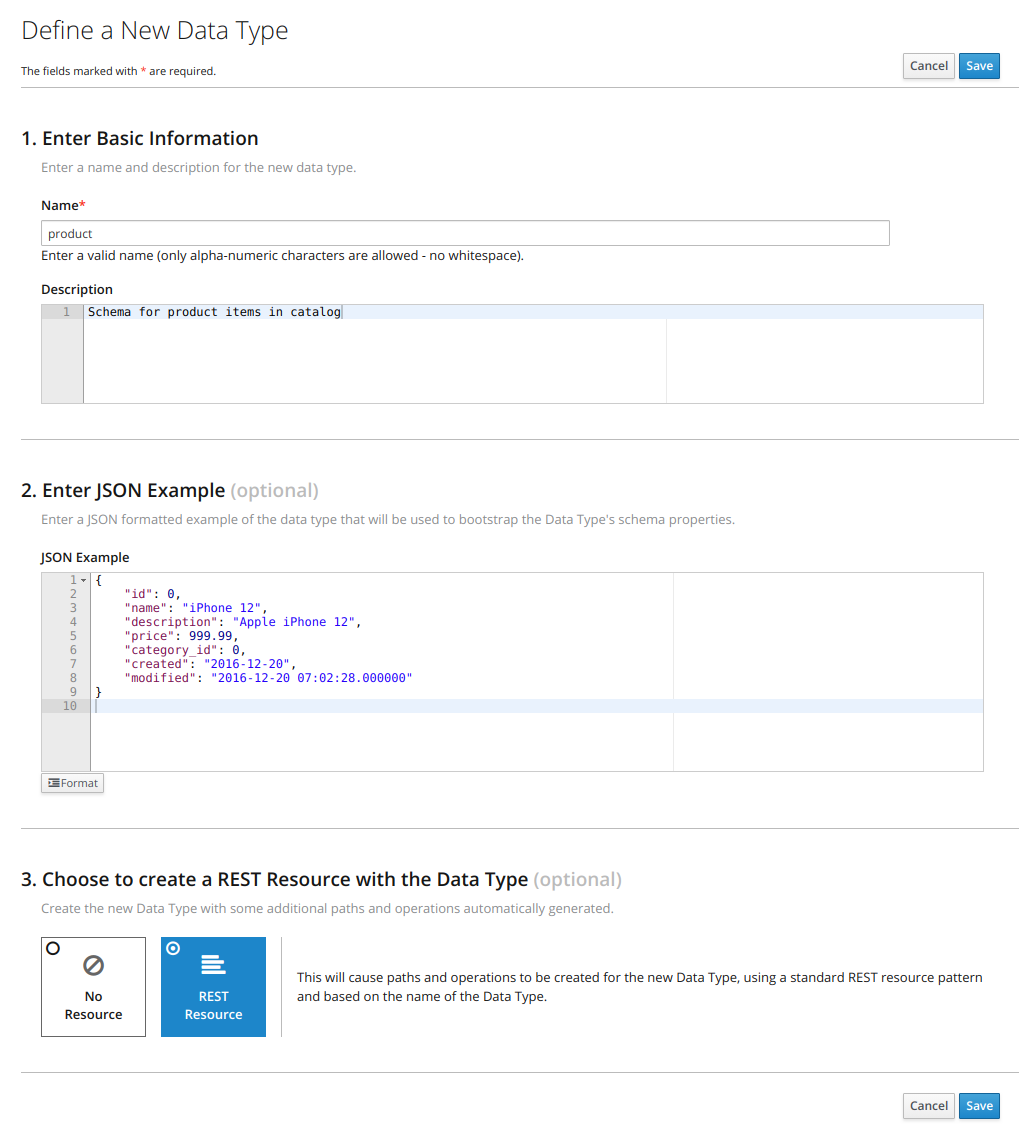 Define a New Data Type
The fields marked with * are required.
Cancel
Save
1. Enter Basic Information
Enter a name and description for the new data type.
Name*
product
Enter a valid name (only alpha-numeric characters are allowed - no whitespace).
Description
1 Schema for product items in catalog
2. Enter JSON Example (optional)
Enter a JSON formatted example of the data type that will be used to bootstrap the Data Type's schema properties.
JSON Example
1 {
2 "id": 0,
3 "name": "iPhone 12",
4 "description": "Apple iPhone 12",
5 "price": 999.99,
6 "category_id": 0,
7 "created": "2016-12-20",
8 "modified": "2016-12-20 07:02:28.000000"
9 }
10
Format
3. Choose to create a REST Resource with the Data Type (optional)
Create the new Data Type with some additional paths and operations automatically generated.
No
Resource
REST
Resource
This will cause paths and operations to be created for the new Data Type, using a standard REST resource pattern
and based on the name of the Data Type.
Cancel
Save